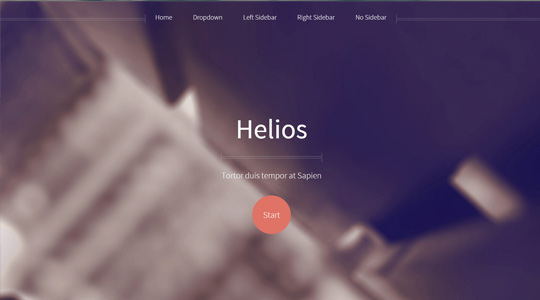 Home Dropdown Left Sidebar Right Sidebar No Sidebar
Helios
Tortor duis tempor at Sapien
Start